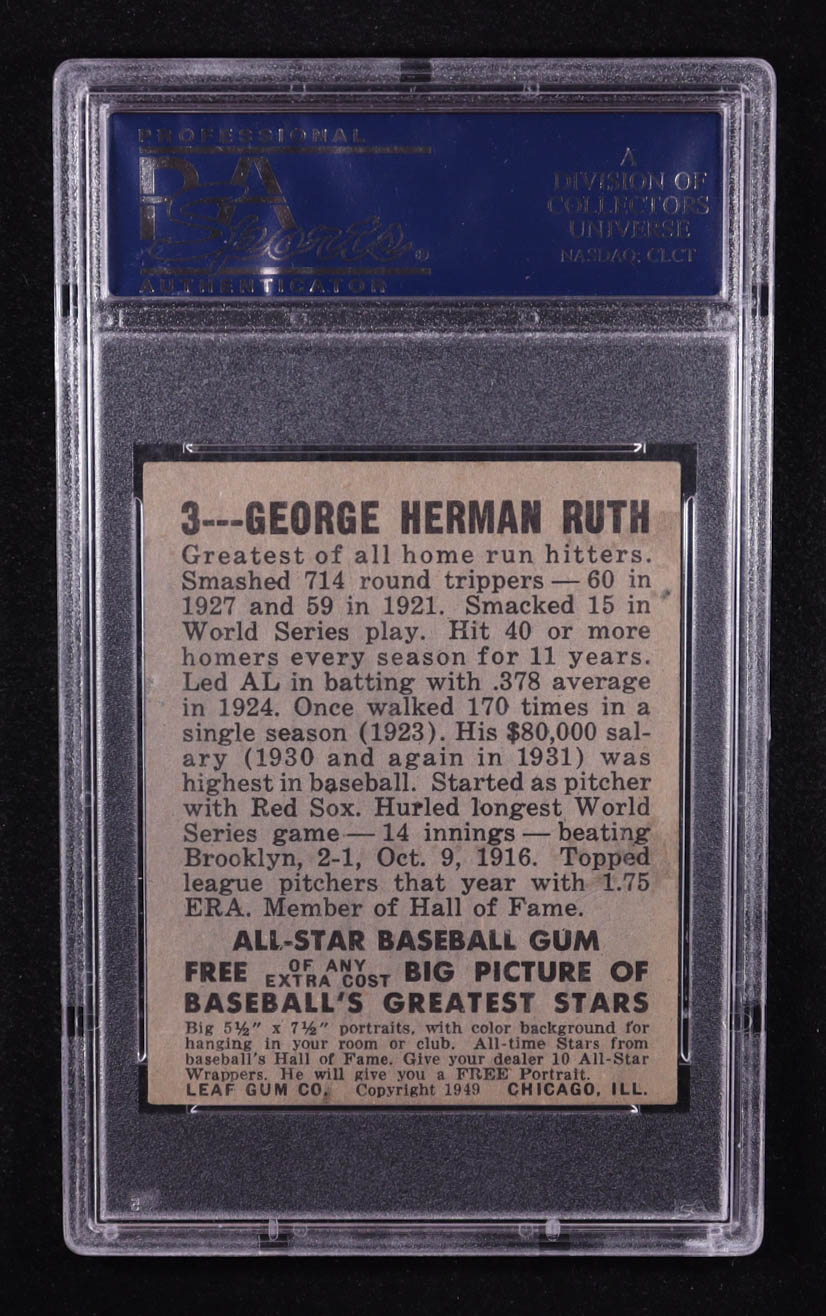 PROFESSIONAL
PSA
Sports®
AUTHENTICATOR
A
DIVISION OF
COLLECTORS
UNIVERSE
NASDAQ: CLCT
3---GEORGE HERMAN RUTH
Greatest of all home run hitters.
Smashed 714 round trippers — 60 in
1927 and 59 in 1921. Smacked 15 in
World Series play. Hit 40 or more
homers every season for 11 years.
Led AL in batting with .378 average
in 1924. Once walked 170 times in a
single season (1923). His $80,000 sal-
ary (1930 and again in 1931) was
highest in baseball. Started as pitcher
with Red Sox. Hurled longest World
Series game — 14 innings — beating
Brooklyn, 2-1, Oct. 9, 1916. Topped
league pitchers that year with 1.75
ERA. Member of Hall of Fame.
ALL-STAR BASEBALL GUM
FREE OF ANY EXTRA COST BIG PICTURE OF
BASEBALL'S GREATEST STARS
Big 5½" x 7½" portraits, with color background for
hanging in your room or club. All-time Stars from
baseball's Hall of Fame. Give your dealer 10 All-Star
Wrappers. He will give you a FREE Portrait.
LEAF GUM CO. Copyright 1949 CHICAGO, ILL.